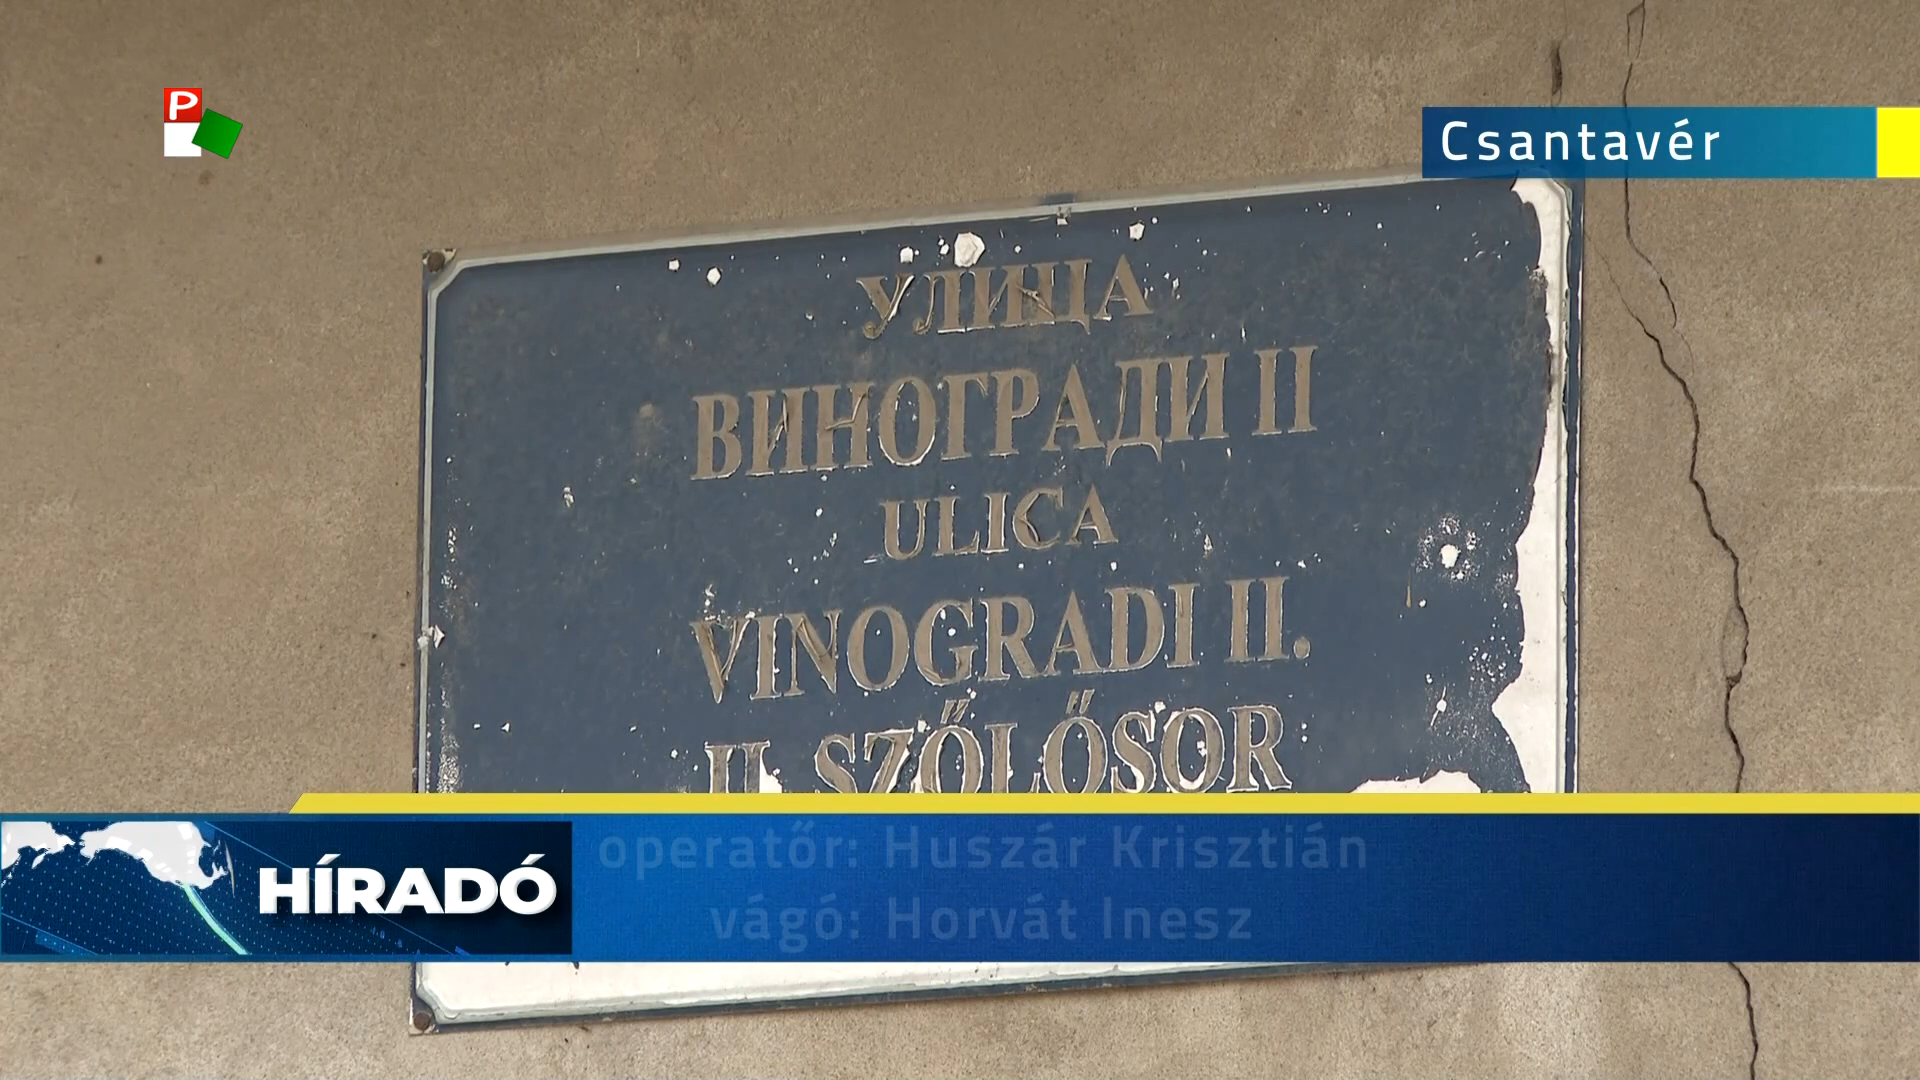 P
Csantavér
УЛИЦА
ВИНОГРАДИ II
ULICA
VINOGRADI II.
II. SZŐLŐSOR
operatőr: Huszár Krisztián
HÍRADÓ
vágó: Horvát Inesz